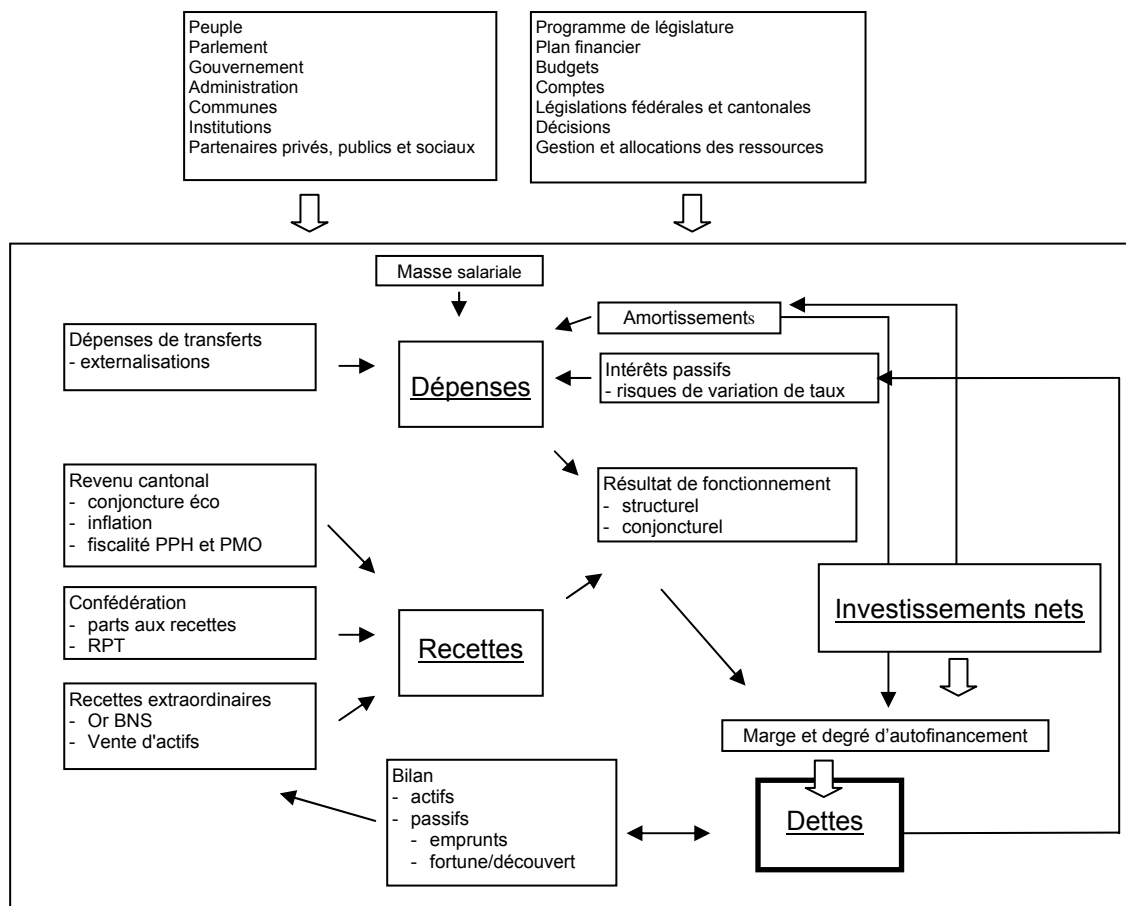 Peuple
Parlement
Gouvernement
Administration
Communes
Institutions
Partenaires privés, publics et sociaux
Programme de législature
Plan financier
Budgets
Comptes
Législations fédérales et cantonales
Décisions
Gestion et allocations des ressources
Masse salariale
Dépenses de transferts
- externalisations
Dépenses
Amortissements
Intérêts passifs
- risques de variation de taux
Revenu cantonal
- conjoncture éco
- inflation
- fiscalité PPH et PMO
Résultat de fonctionnement
- structurel
- conjoncturel
Confédération
- parts aux recettes
- RPT
Recettes
Investissements nets
Recettes extraordinaires
- Or BNS
- Vente d'actifs
Marge et degré d’autofinancement
Bilan
- actifs
- passifs
- emprunts
- fortune/découvert
Dettes